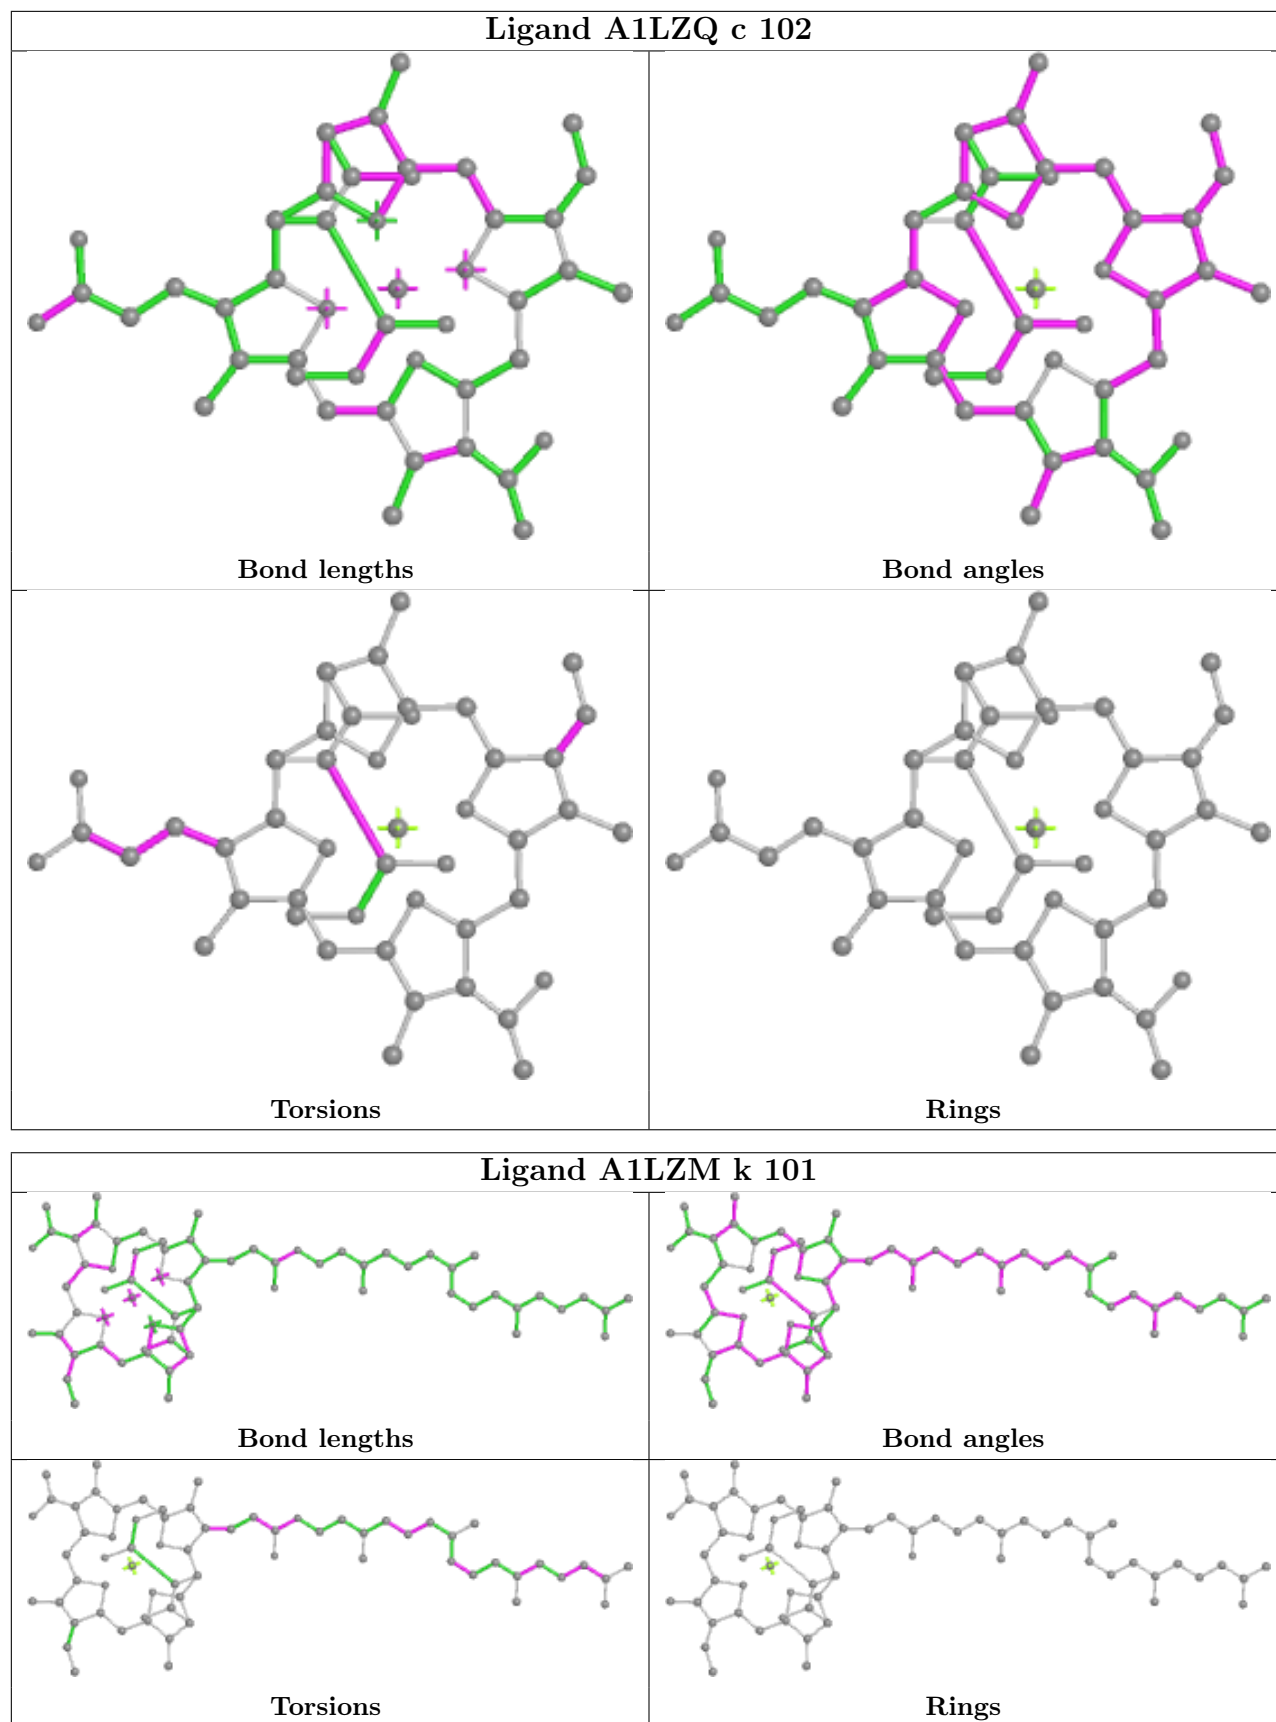 Ligand A1LZQ c 102
Bond lengths
Bond angles
Torsions
Rings
Ligand A1LZM k 101
Bond lengths
Bond angles
Torsions
Rings